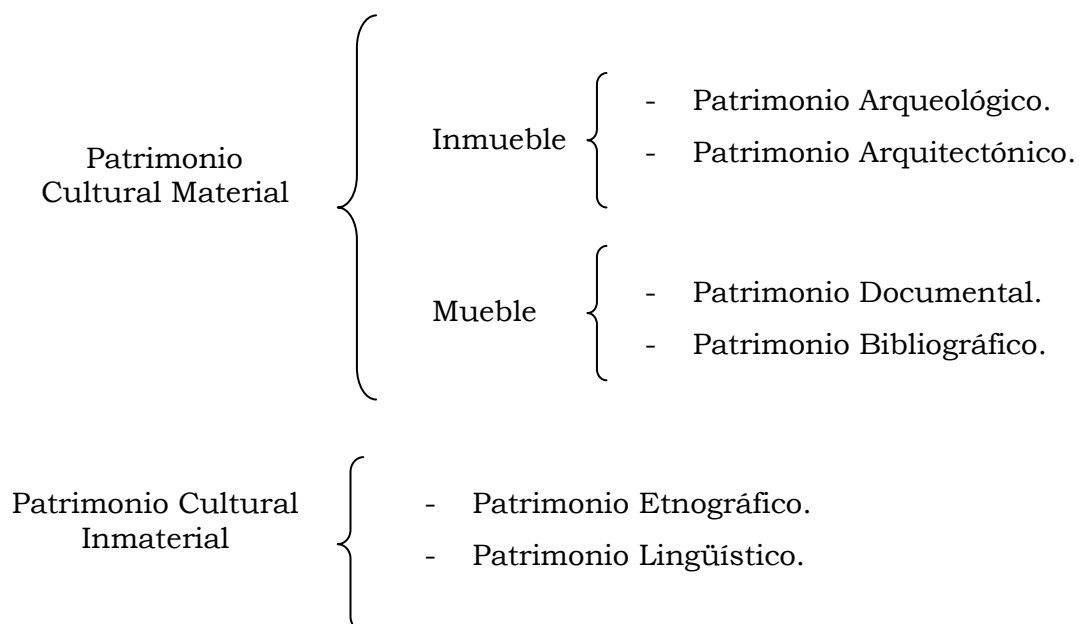 Patrimonio
Cultural Material
Inmueble
- Patrimonio Arqueológico.
- Patrimonio Arquitectónico.
Mueble
- Patrimonio Documental.
- Patrimonio Bibliográfico.
Patrimonio Cultural
Inmaterial
- Patrimonio Etnográfico.
- Patrimonio Lingüístico.